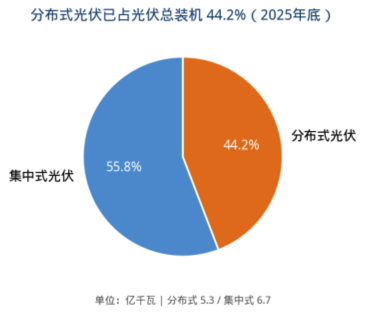 分布式光伏已占光伏总装机 44.2%（2025年底）
44.2%
分布式光伏
55.8%
集中式光伏
单位：亿千瓦 | 分布式 5.3 / 集中式 6.7